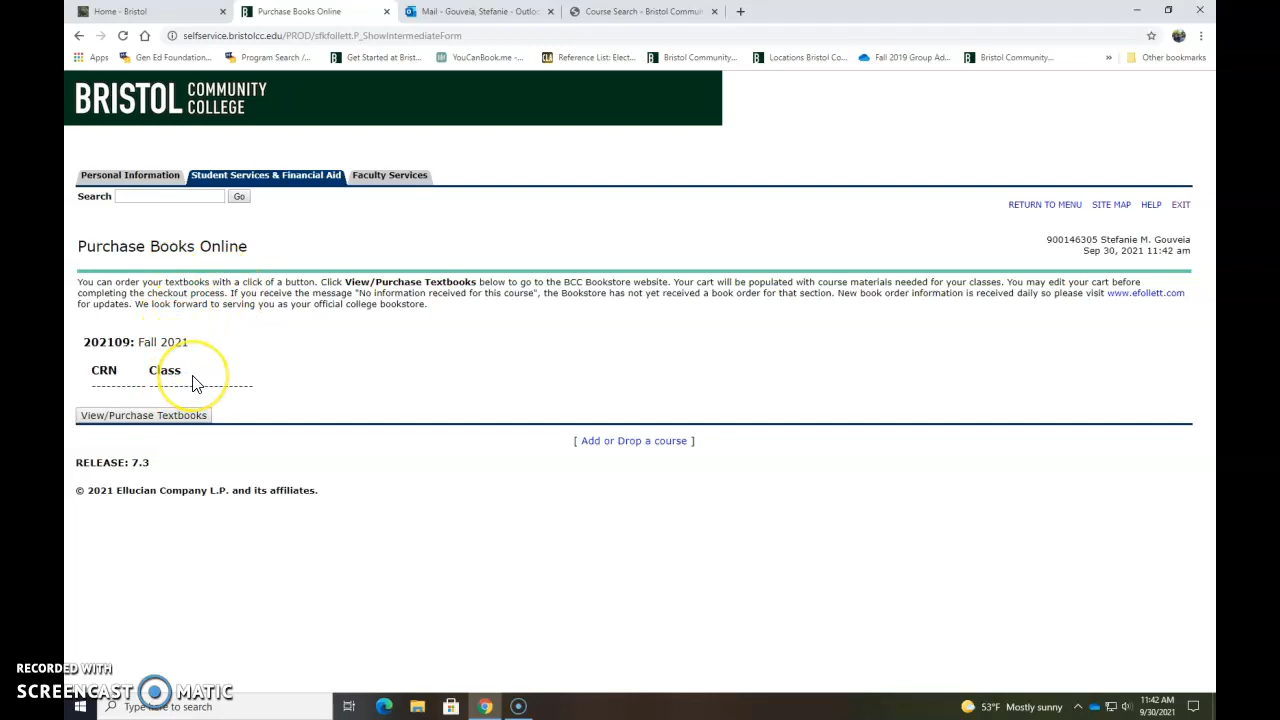 Home - Bristol
Purchase Books Online
Mail - Gouveia, Stefanie - Outlo
Course Search - Bristol Commu
selfservice.bristolcc.edu/PROD/sfkfollett.P_ShowIntermediateForm
Apps
Gen Ed Foundation...
Program Search /...
Get Started at Brist...
YouCanBook.me -...
Reference List: Elect...
Bristol Community...
Locations Bristol Co...
Fall 2019 Group Ad...
Bristol Community...
»
Other bookmarks
BRISTOL COMMUNITY COLLEGE
Personal Information
Student Services & Financial Aid
Faculty Services
Search
Go
RETURN TO MENU SITE MAP HELP EXIT
Purchase Books Online
900146305 Stefanie M. Gouveia
Sep 30, 2021 11:42 am
You can order your textbooks with a click of a button. Click View/Purchase Textbooks below to go to the BCC Bookstore website. Your cart will be populated with course materials needed for your classes. You may edit your cart before
completing the checkout process. If you receive the message "No information received for this course", the Bookstore has not yet received a book order for that section. New book order information is received daily so please visit www.efollett.com
for updates. We look forward to serving you as your official college bookstore.
202109: Fall 2021
CRN Class
-------------- ---------------------------
View/Purchase Textbooks
[ Add or Drop a course ]
RELEASE: 7.3
© 2021 Ellucian Company L.P. and its affiliates.
RECORDED WITH
SCREENCAST MATIC
Type here to search
53°F Mostly sunny
11:42 AM
9/30/2021